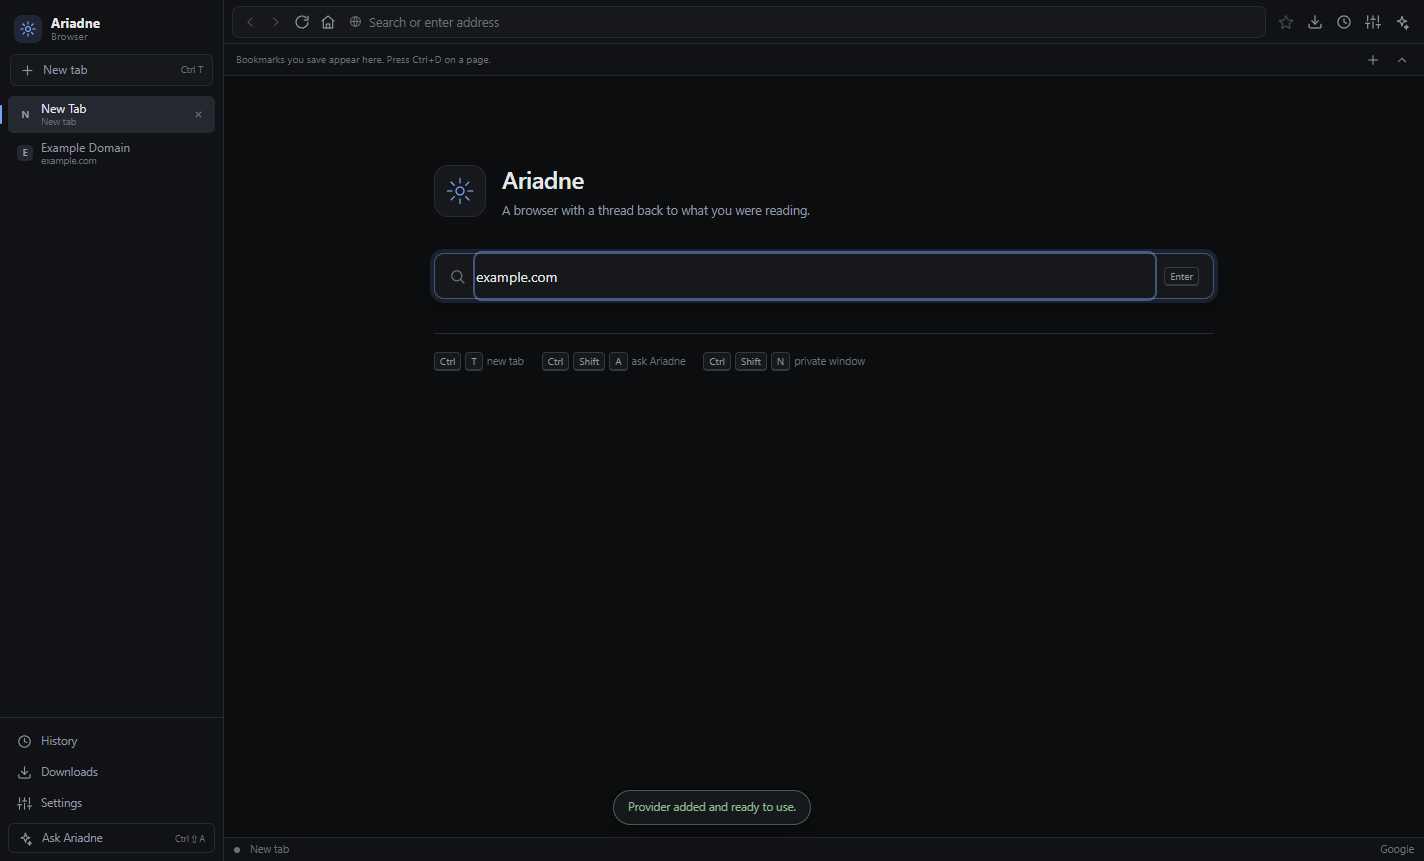 Ariadne
Browser
New tab
Ctrl T
N
New Tab
New tab
E
Example Domain
example.com
History
Downloads
Settings
Ask Ariadne
Ctrl ⇧ A
Search or enter address
Bookmarks you save appear here. Press Ctrl+D on a page.
Ariadne
A browser with a thread back to what you were reading.
example.com
Enter
Ctrl T new tab Ctrl Shift A ask Ariadne Ctrl Shift N private window
Provider added and ready to use.
New tab
Google